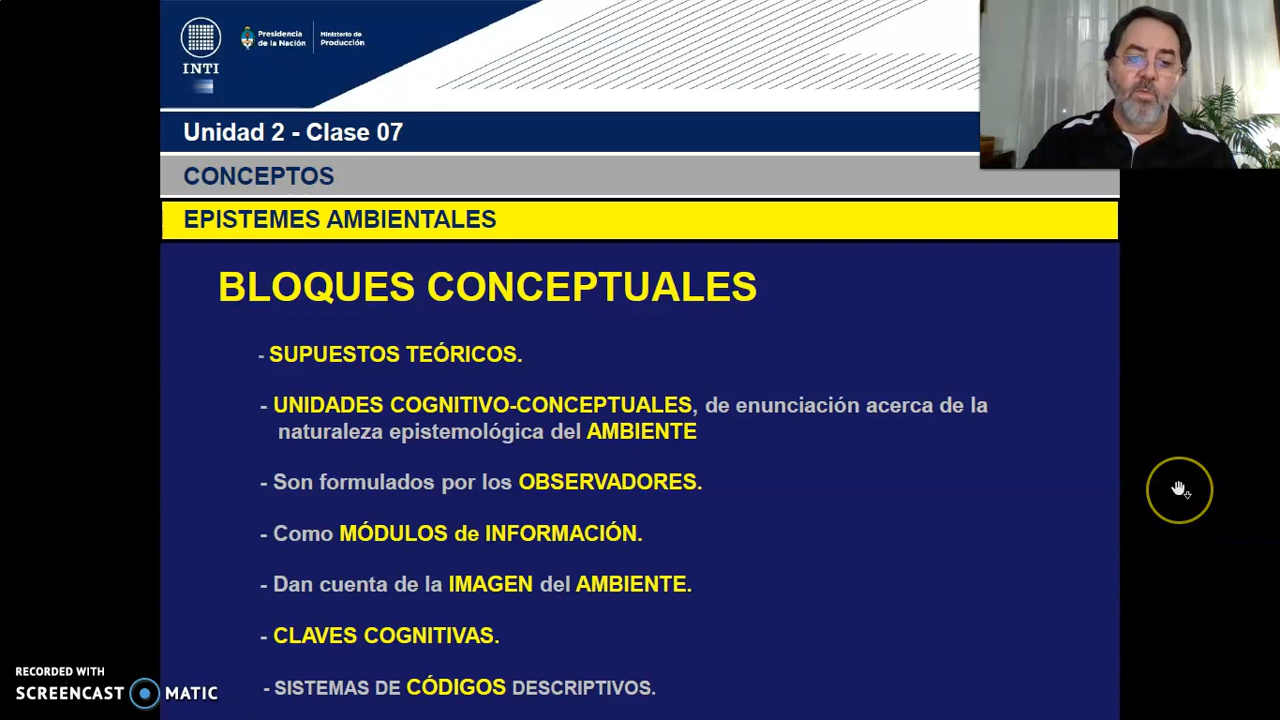 INTI
Presidencia
de la Nación
Ministerio de
Producción
Unidad 2 - Clase 07
CONCEPTOS
EPISTEMES AMBIENTALES
BLOQUES CONCEPTUALES
- SUPUESTOS TEÓRICOS.
- UNIDADES COGNITIVO-CONCEPTUALES, de enunciación acerca de la
naturaleza epistemológica del AMBIENTE
- Son formulados por los OBSERVADORES.
- Como MÓDULOS de INFORMACIÓN.
- Dan cuenta de la IMAGEN del AMBIENTE.
- CLAVES COGNITIVAS.
- SISTEMAS DE CÓDIGOS DESCRIPTIVOS.
RECORDED WITH
SCREENCAST MATIC